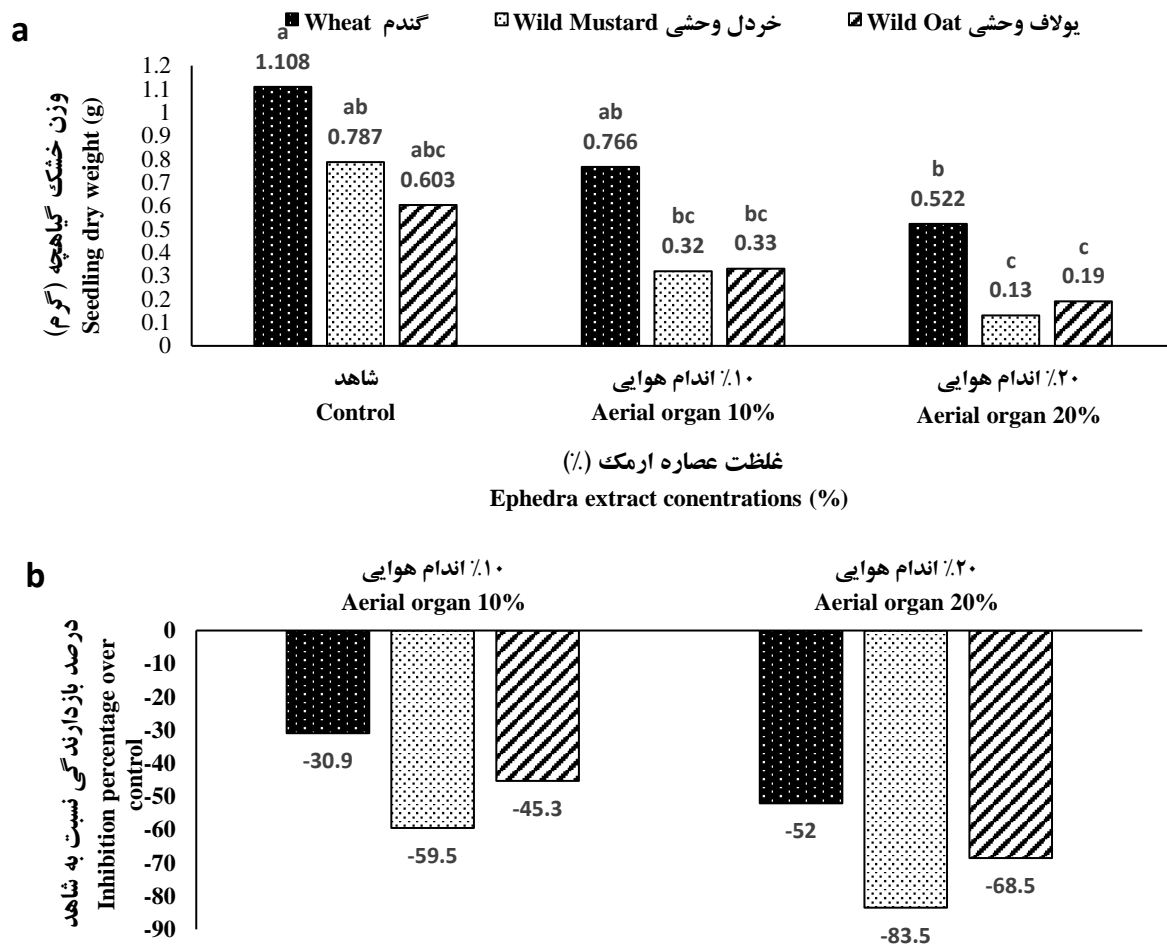 a
Wheat گندم
Wild Mustard خردل وحشی
Wild Oat یولاف وحشی
وزن خشک گیاهچه (گرم)
Seedling dry weight (g)
1.2
1.1
1
0.9
0.8
0.7
0.6
0.5
0.4
0.3
0.2
0.1
0
a
1.108
ab
0.787
abc
0.603
ab
0.766
bc
0.32
bc
0.33
b
0.522
c
0.13
c
0.19
شاهد
Control
۱۰٪ اندام هوایی
Aerial organ 10%
۲۰٪ اندام هوایی
Aerial organ 20%
غلظت عصاره ارمک (٪)
Ephedra extract conentrations (%)
b
۱۰٪ اندام هوایی
Aerial organ 10%
۲۰٪ اندام هوایی
Aerial organ 20%
درصد بازدارندگی نسبت به شاهد
Inhibition percentage over
control
0
-10
-20
-30
-40
-50
-60
-70
-80
-90
-30.9
-59.5
-45.3
-52
-83.5
-68.5